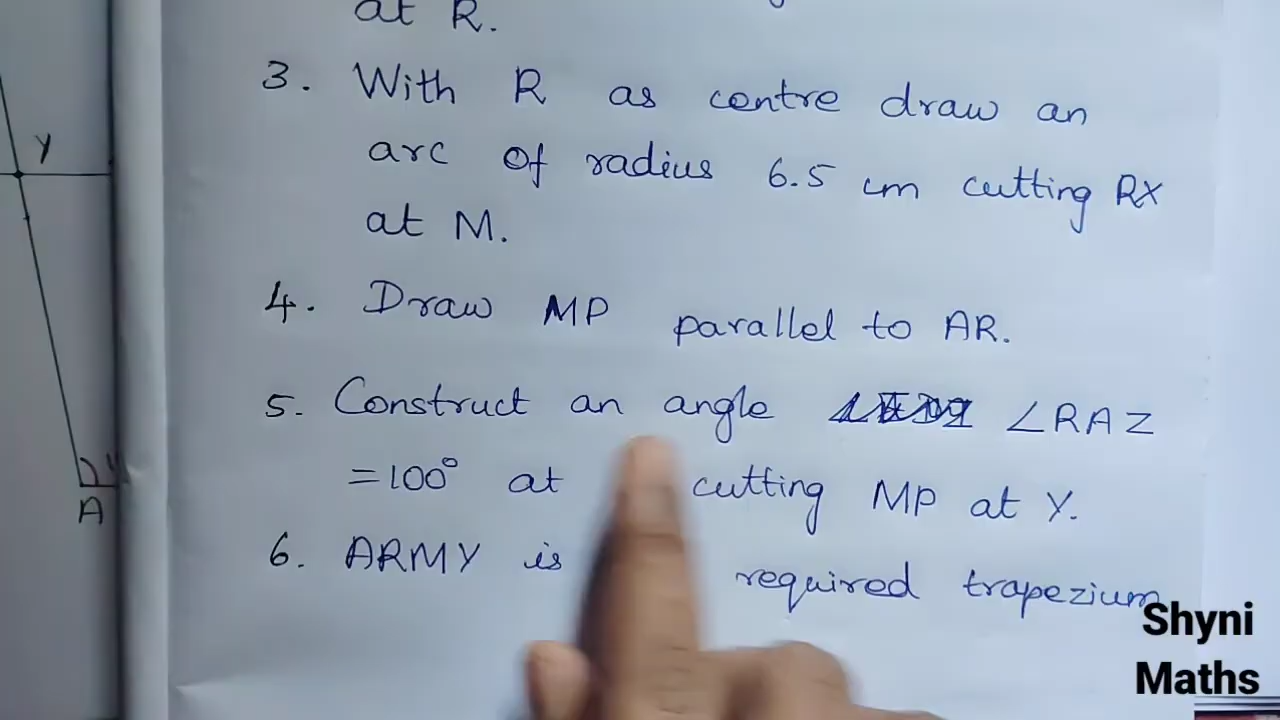 at R.
3. With R as centre draw an
arc of radius 6.5 cm cutting RX
at M.
4. Draw MP parallel to AR.
5. Construct an angle ∠RAZ
=100° at cutting MP at Y.
6. ARMY is required trapezium
Y
A
Shyni
Maths